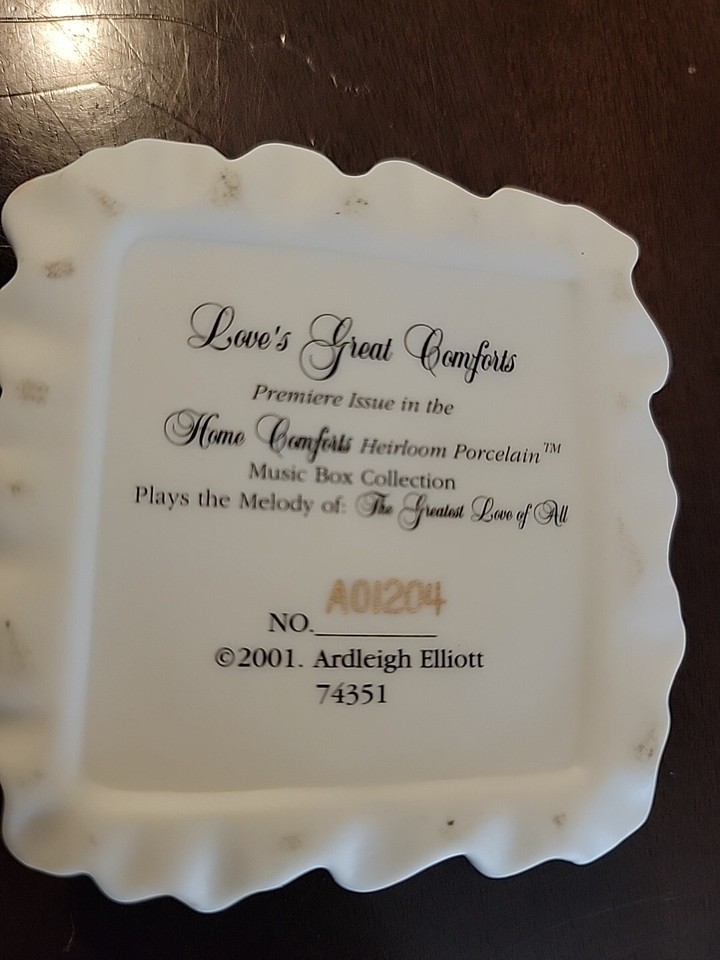 Love's Great Comforts
Premiere Issue in the
Home Comforts Heirloom Porcelain™
Music Box Collection
Plays the Melody of: The Greatest Love of All
A01204
NO.__________
©2001. Ardleigh Elliott
74351